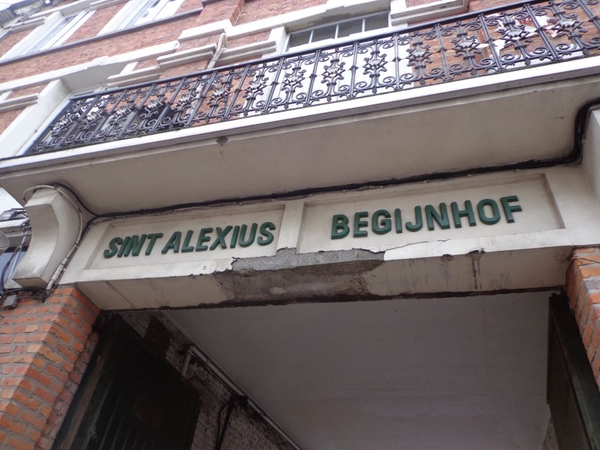 SINT ALEXIUS BEGIJNHOF